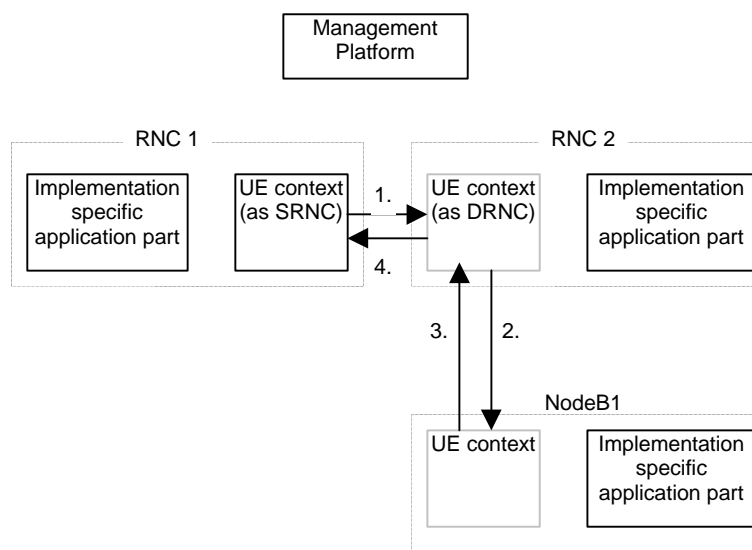 Management
Platform
RNC 1
RNC 2
Implementation
specific
application part
UE context
(as SRNC)
1.
4.
UE context
(as DRNC)
Implementation
specific
application part
3.
2.
NodeB1
UE context
Implementation
specific
application part